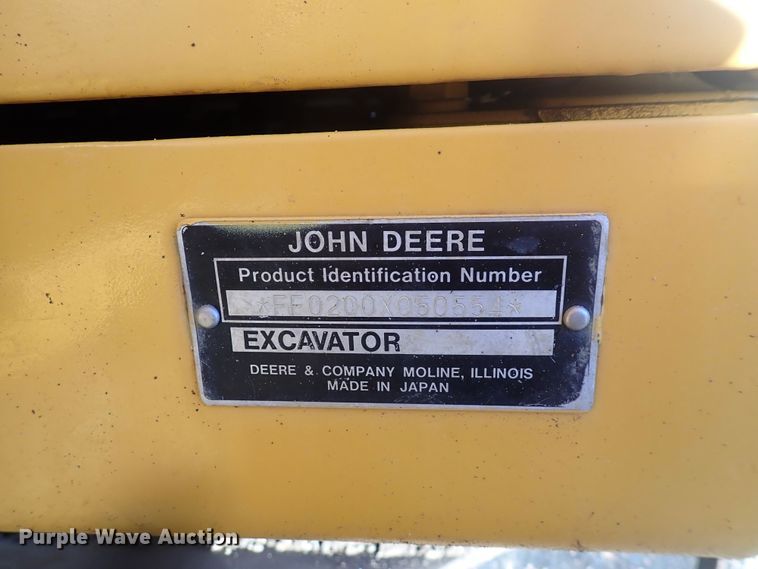 JOHN DEERE
Product Identification Number
*FF0200X050554*
EXCAVATOR
DEERE & COMPANY MOLINE, ILLINOIS
MADE IN JAPAN
Purple Wave Auction